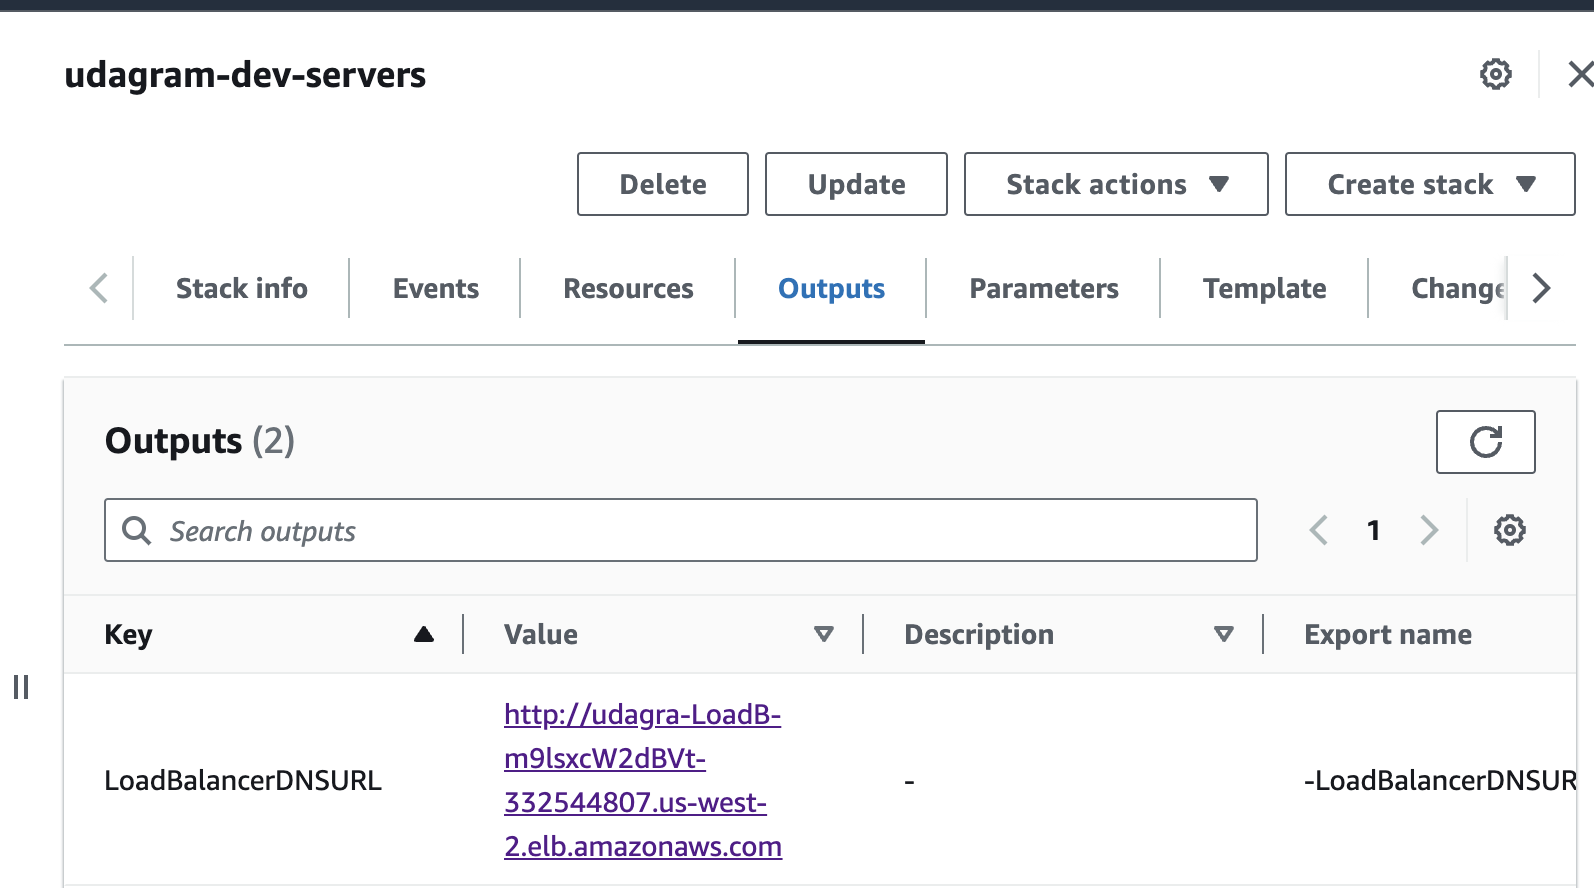 udagram-dev-servers
Delete
Update
Stack actions
Create stack
Stack info
Events
Resources
Outputs
Parameters
Template
Change
Outputs (2)
Search outputs
1
Key
Value
Description
Export name
LoadBalancerDNSURL
http://udagra-LoadB-
m9lsxcW2dBVt-
332544807.us-west-
2.elb.amazonaws.com
-
-LoadBalancerDNSUR